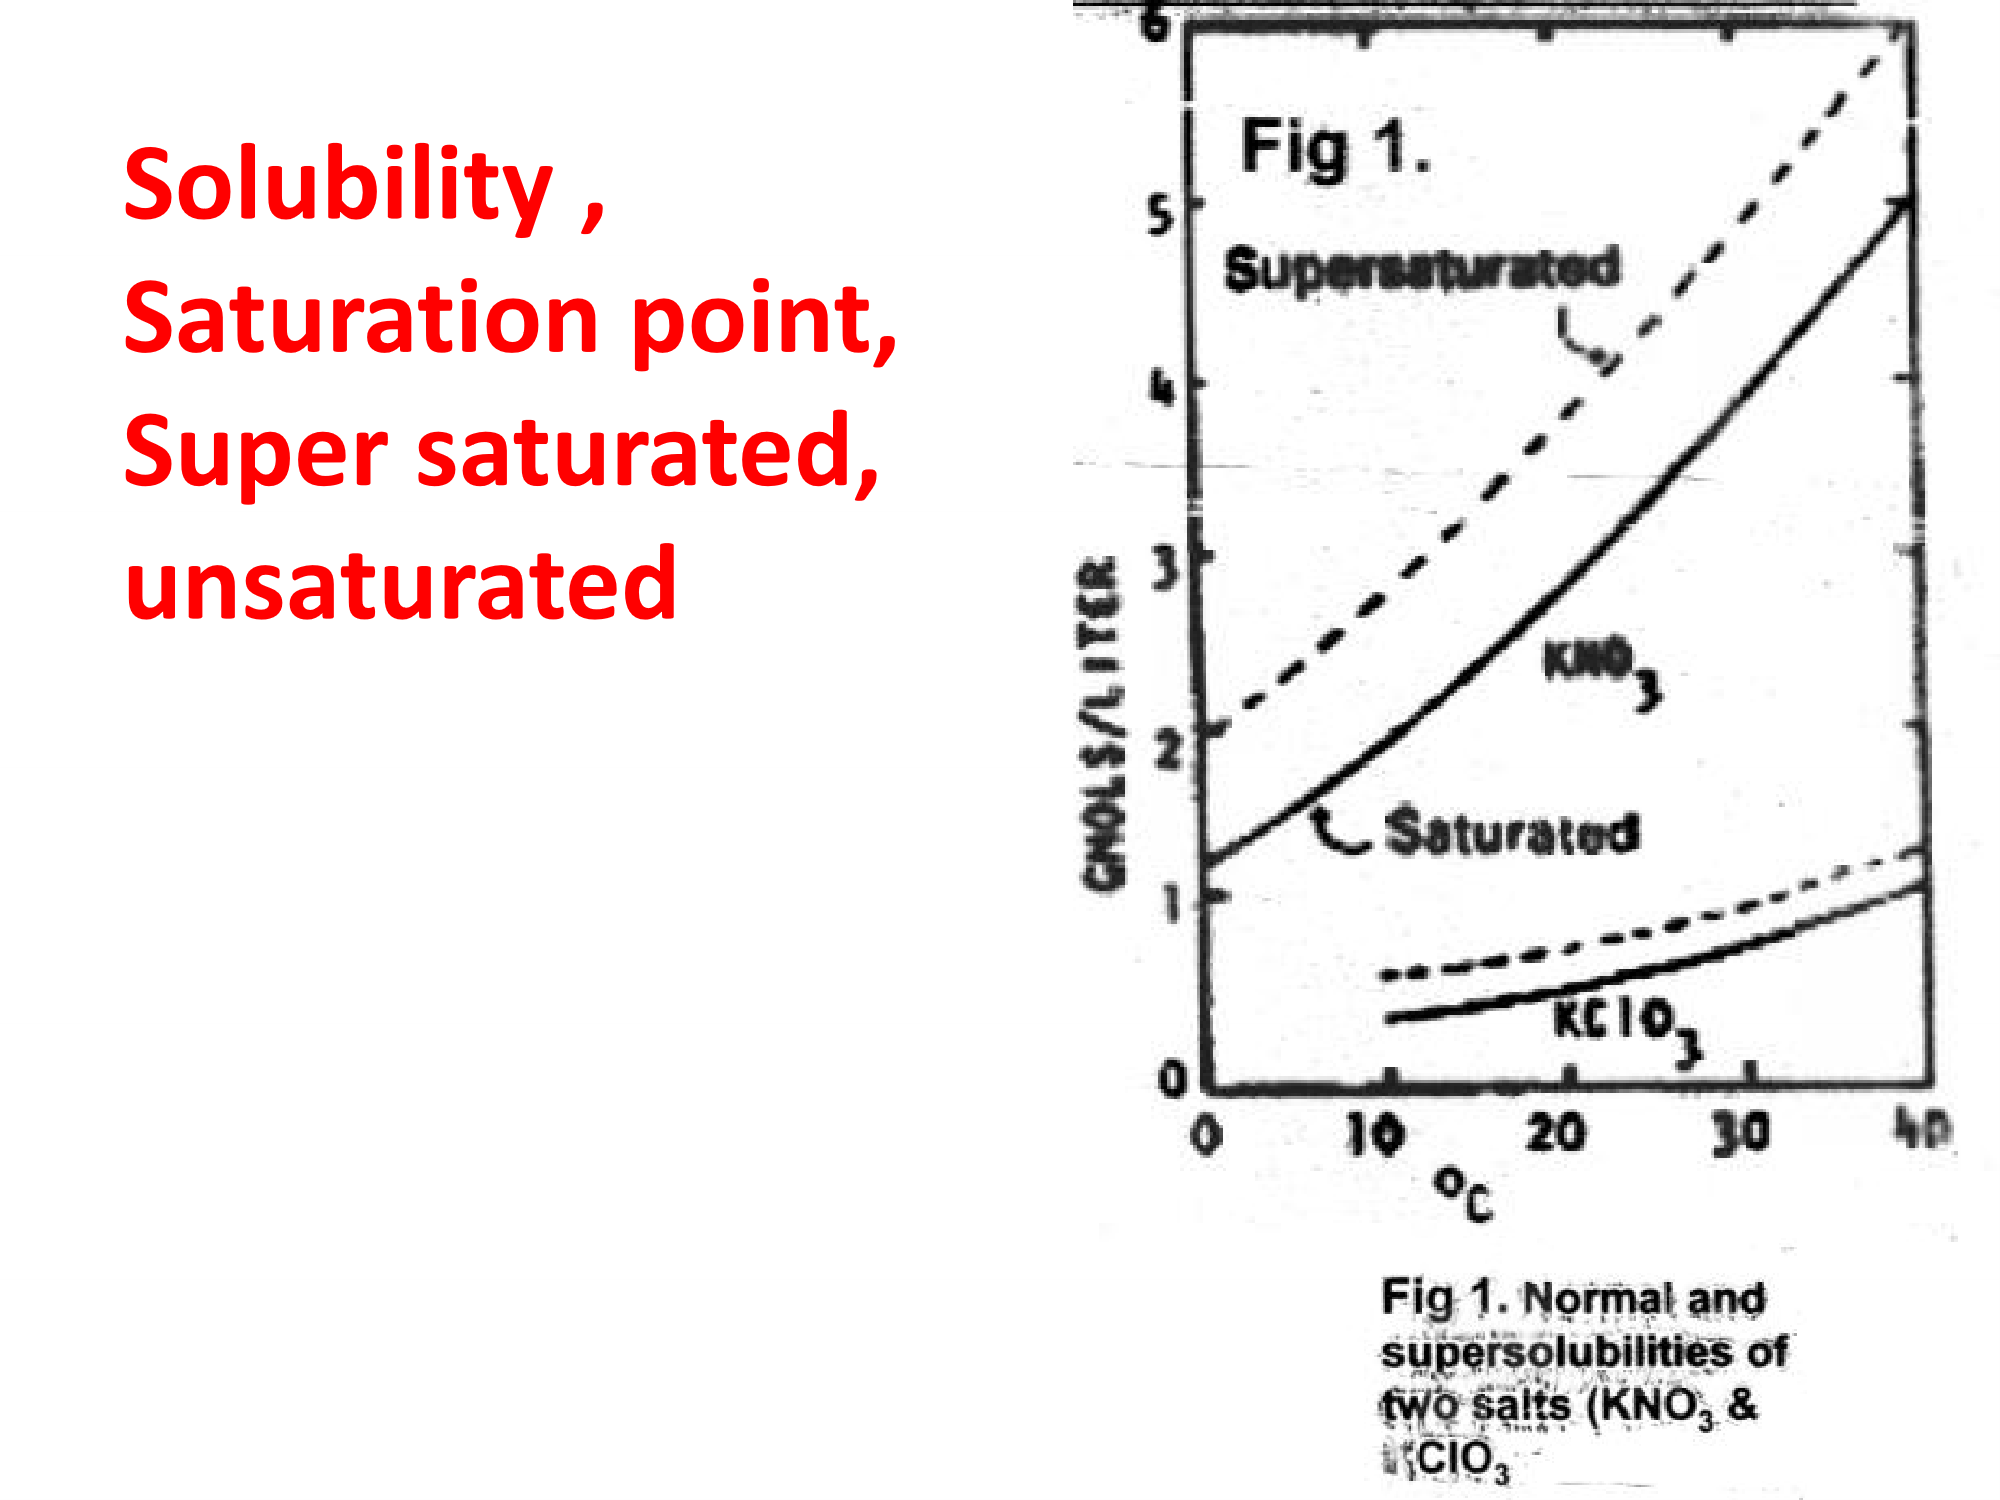 Solubility ,
Saturation point,
Super saturated,
unsaturated
6
Fig 1.
5
Supersaturated
4
3
GMOLS/LITER
KNO3
2
Saturated
1
KClO3
0
0 10 20 30 40
°C
Fig 1. Normal and
supersolubilities of
two salts (KNO3 &
ClO3